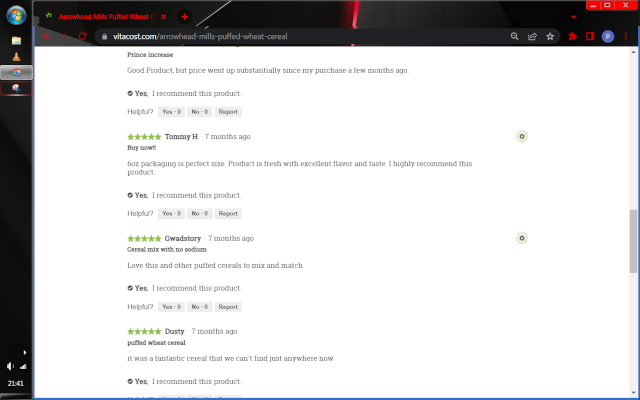 Arrowhead Mills Puffed Wheat C
vitacost.com/arrowhead-mills-puffed-wheat-cereal
P
Prince increase
Good Product, but price went up substantially since my purchase a few months ago.
Yes, I recommend this product.
Helpful? Yes · 0 No · 0 Report
Tommy H · 7 months ago
Buy now!!
6oz packaging is perfect size. Product is fresh with excellent flavor and taste. I highly recommend this
product.
Yes, I recommend this product.
Helpful? Yes · 0 No · 0 Report
Gwadstory · 7 months ago
Cereal mix with no sodium
Love this and other puffed cereals to mix and match
Yes, I recommend this product.
Helpful? Yes · 0 No · 0 Report
Dusty · 7 months ago
puffed wheat cereal
it was a fantastic cereal that we can't find just anywhere now
Yes, I recommend this product.
Helpful? Yes · 0 No · 0 Report
21:41